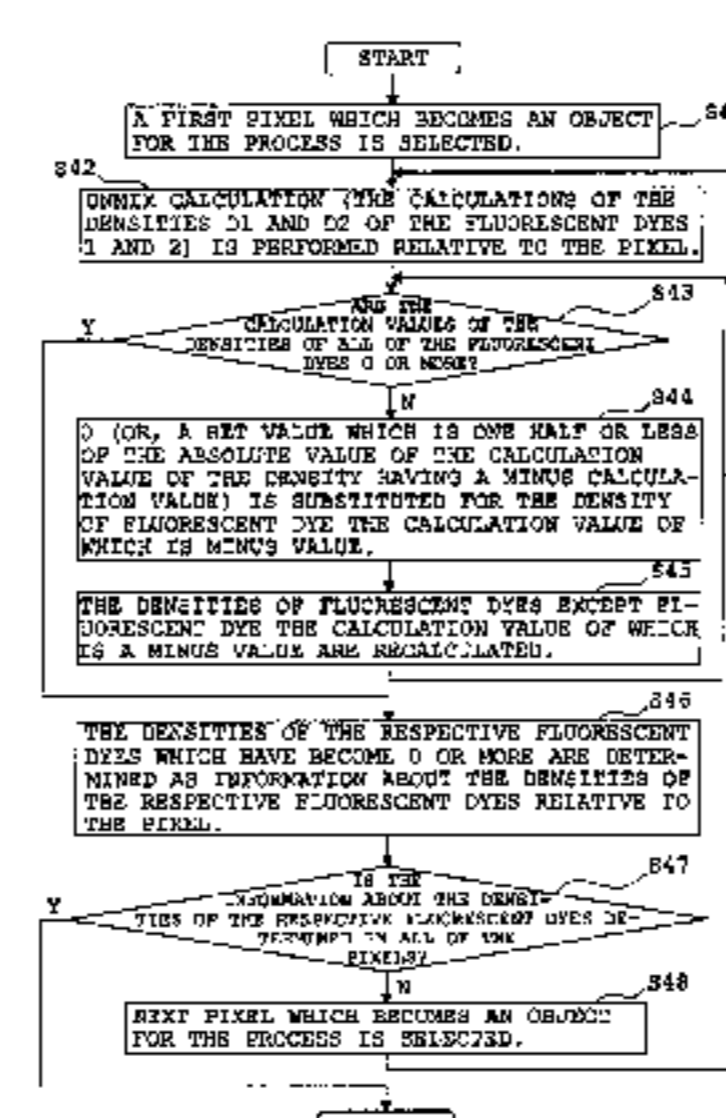 START
A FIRST PIXEL WHICH BECOMES AN OBJECT
FOR THE PROCESS IS SELECTED.
S42
UNMIX CALCULATION (THE CALCULATIONS OF THE
DENSITIES D1 AND D2 OF THE FLUORESCENT DYES
1 AND 2) IS PERFORMED RELATIVE TO THE PIXEL.
S43
ARE THE
CALCULATION VALUES OF THE
DENSITIES OF ALL OF THE FLUORESCENT
DYES 0 OR MORE?
Y
N
S44
0 (OR, A SET VALUE WHICH IS ONE HALF OR LESS
OF THE ABSOLUTE VALUE OF THE CALCULATION
VALUE OF THE DENSITY HAVING A MINUS CALCULA-
TION VALUE) IS SUBSTITUTED FOR THE DENSITY
OF FLUORESCENT DYE THE CALCULATION VALUE OF
WHICH IS MINUS VALUE.
S45
THE DENSITIES OF FLUORESCENT DYES EXCEPT FL-
UORESCENT DYE THE CALCULATION VALUE OF WHICH
IS A MINUS VALUE ARE RECALCULATED.
S46
THE DENSITIES OF THE RESPECTIVE FLUORESCENT
DYES WHICH HAVE BECOME 0 OR MORE ARE DETER-
MINED AS INFORMATION ABOUT THE DENSITIES OF
THE RESPECTIVE FLUORESCENT DYES RELATIVE TO
THE PIXEL.
S47
IS THE
INFORMATION ABOUT THE DENSI-
TIES OF THE RESPECTIVE FLUORESCENT DYES DE-
TERMINED IN ALL OF THE
PIXELS?
Y
N
S48
NEXT PIXEL WHICH BECOMES AN OBJECT
FOR THE PROCESS IS SELECTED.